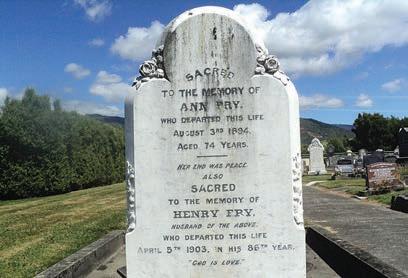 SACRED
TO THE MEMORY OF
ANN FRY.
WHO DEPARTED THIS LIFE
AUGUST 3RD 1894.
AGED 74 YEARS.
HER END WAS PEACE.
ALSO
SACRED
TO THE MEMORY OF
HENRY FRY.
HUSBAND OF THE ABOVE.
WHO DEPARTED THIS LIFE
APRIL 5TH 1903, IN HIS 86TH YEAR.
"GOD IS LOVE."